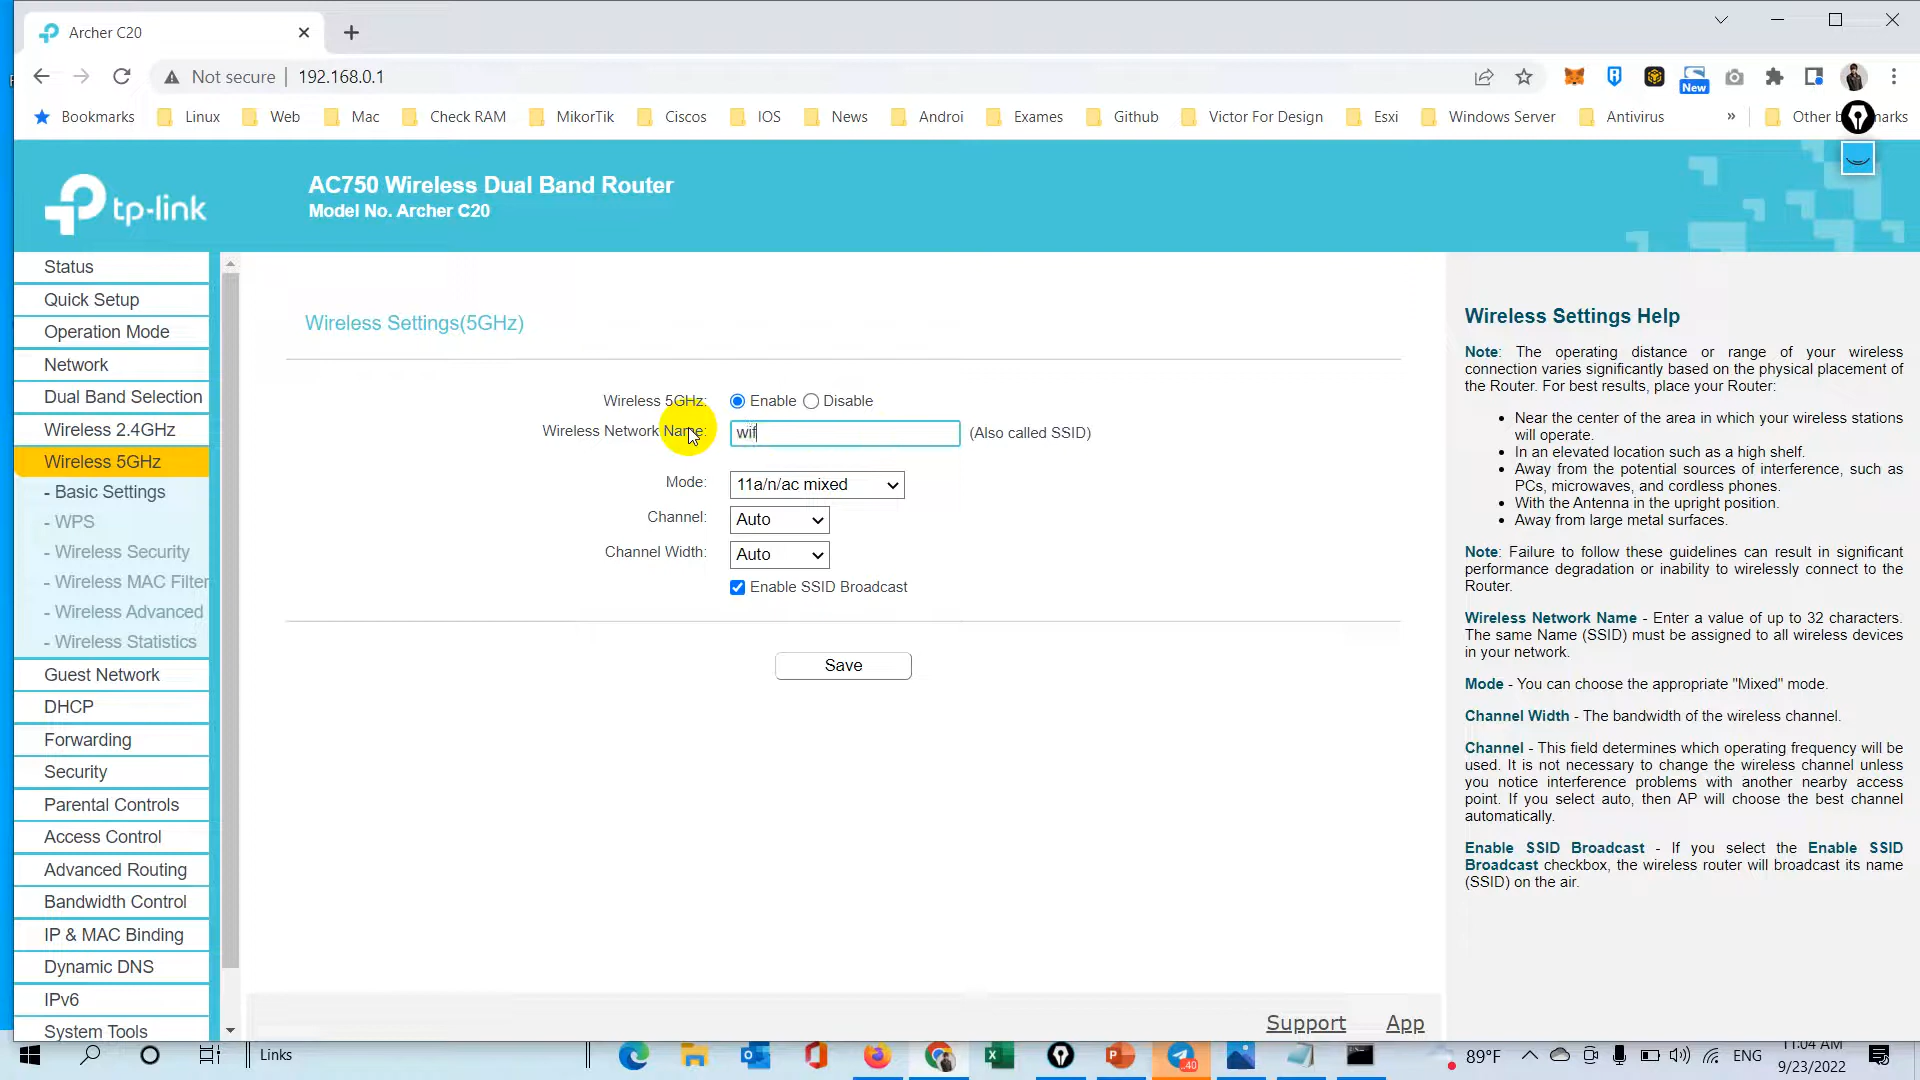 Archer C20
Not secure 192.168.0.1
New
Bookmarks Linux Web Mac Check RAM MikorTik Ciscos IOS News Androi Exames Github Victor For Design Esxi Windows Server Antivirus » Other
tp-link
AC750 Wireless Dual Band Router
Model No. Archer C20
Status
Quick Setup
Operation Mode
Network
Dual Band Selection
Wireless 2.4GHz
Wireless 5GHz
- Basic Settings
- WPS
- Wireless Security
- Wireless MAC Filter
- Wireless Advanced
- Wireless Statistics
Guest Network
DHCP
Forwarding
Security
Parental Controls
Access Control
Advanced Routing
Bandwidth Control
IP & MAC Binding
Dynamic DNS
IPv6
System Tools
Wireless Settings(5GHz)
Wireless 5GHz: Enable Disable
Wireless Network Name: wif (Also called SSID)
Mode: 11a/n/ac mixed
Channel: Auto
Channel Width: Auto
Enable SSID Broadcast
Save
Support App
Wireless Settings Help
Note: The operating distance or range of your wireless
connection varies significantly based on the physical placement of
the Router. For best results, place your Router:
• Near the center of the area in which your wireless stations
will operate.
• In an elevated location such as a high shelf.
• Away from the potential sources of interference, such as
PCs, microwaves, and cordless phones.
• With the Antenna in the upright position.
• Away from large metal surfaces.
Note: Failure to follow these guidelines can result in significant
performance degradation or inability to wirelessly connect to the
Router.
Wireless Network Name - Enter a value of up to 32 characters.
The same Name (SSID) must be assigned to all wireless devices
in your network.
Mode - You can choose the appropriate "Mixed" mode.
Channel Width - The bandwidth of the wireless channel.
Channel - This field determines which operating frequency will be
used. It is not necessary to change the wireless channel unless
you notice interference problems with another nearby access
point. If you select auto, then AP will choose the best channel
automatically.
Enable SSID Broadcast - If you select the Enable SSID
Broadcast checkbox, the wireless router will broadcast its name
(SSID) on the air.
Links
40
89°F
ENG
11:04 AM
9/23/2022